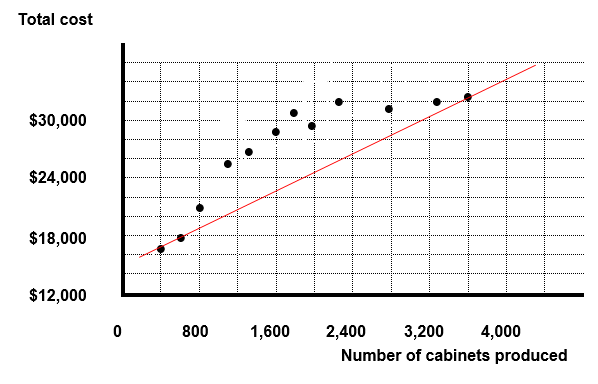 Total cost
$30,000
$24,000
$18,000
$12,000
0 800 1,600 2,400 3,200 4,000
Number of cabinets produced